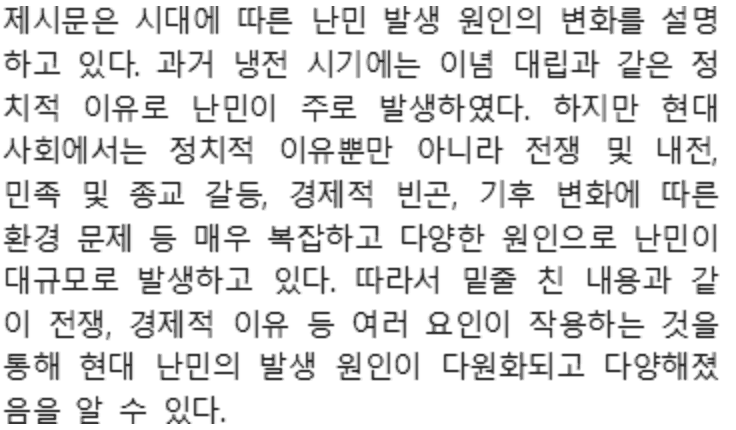 제시문은 시대에 따른 난민 발생 원인의 변화를 설명
하고 있다. 과거 냉전 시기에는 이념 대립과 같은 정
치적 이유로 난민이 주로 발생하였다. 하지만 현대
사회에서는 정치적 이유뿐만 아니라 전쟁 및 내전,
민족 및 종교 갈등, 경제적 빈곤, 기후 변화에 따른
환경 문제 등 매우 복잡하고 다양한 원인으로 난민이
대규모로 발생하고 있다. 따라서 밑줄 친 내용과 같
이 전쟁, 경제적 이유 등 여러 요인이 작용하는 것을
통해 현대 난민의 발생 원인이 다원화되고 다양해졌
음을 알 수 있다.